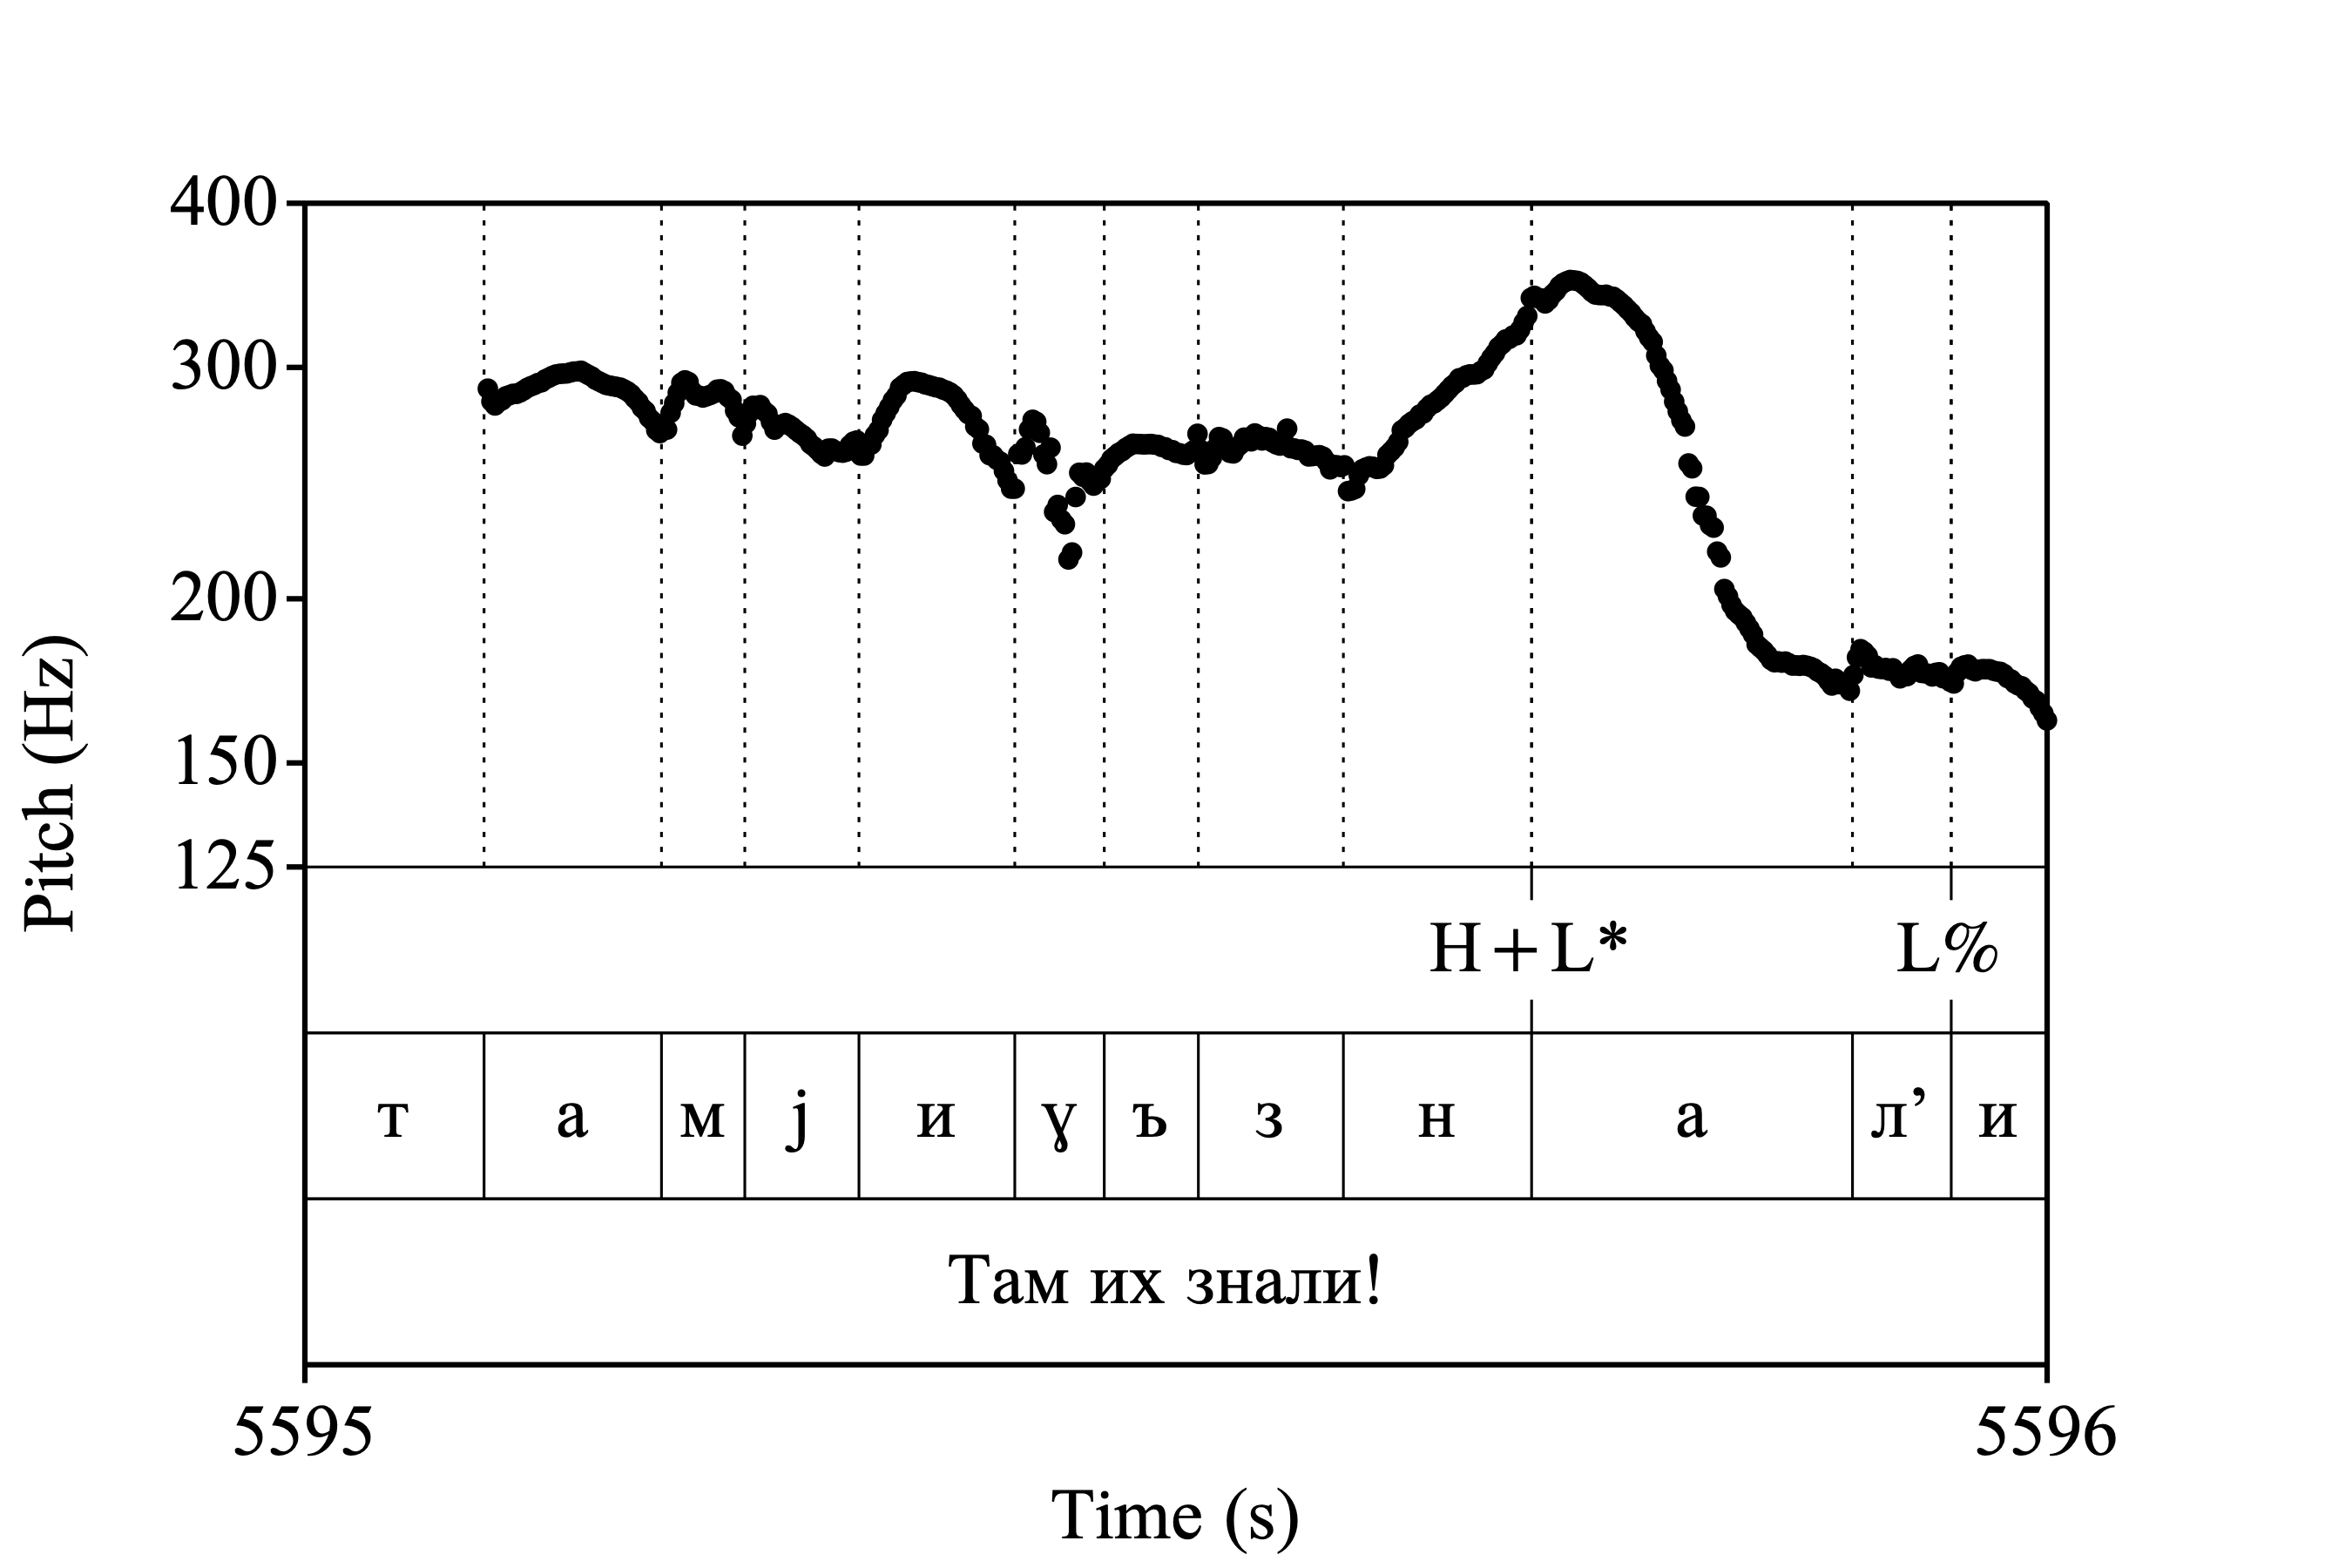 400
300
200
150
125
Pitch (Hz)
H+L* L%
т а м j и ɣ ъ з н а л’ и
Там их знали!
5595 5596
Time (s)